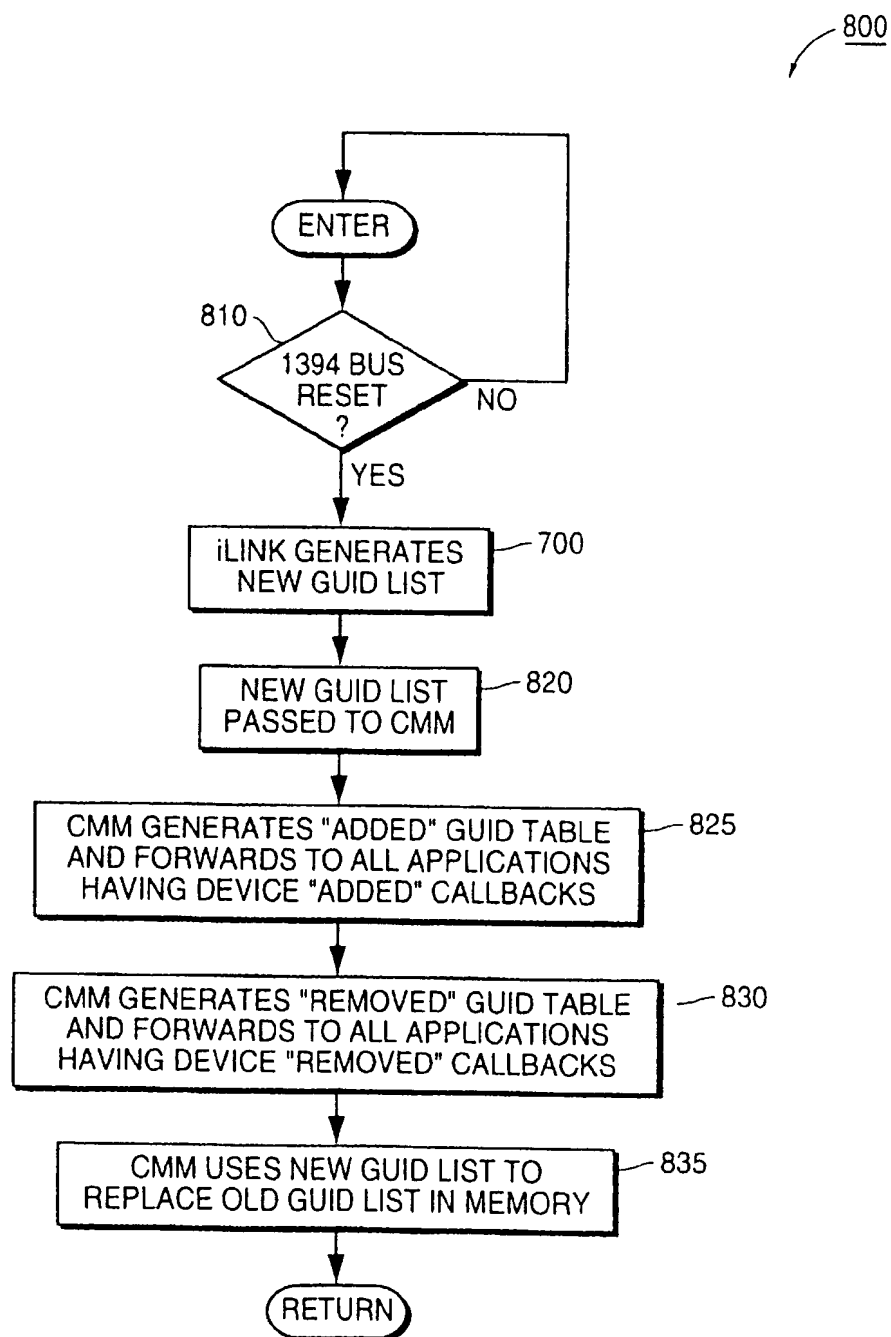 800
ENTER
810
1394 BUS
RESET
?
NO
YES
iLINK GENERATES
NEW GUID LIST
700
NEW GUID LIST
PASSED TO CMM
820
CMM GENERATES "ADDED" GUID TABLE
AND FORWARDS TO ALL APPLICATIONS
HAVING DEVICE "ADDED" CALLBACKS
825
CMM GENERATES "REMOVED" GUID TABLE
AND FORWARDS TO ALL APPLICATIONS
HAVING DEVICE "REMOVED" CALLBACKS
830
CMM USES NEW GUID LIST TO
REPLACE OLD GUID LIST IN MEMORY
835
RETURN